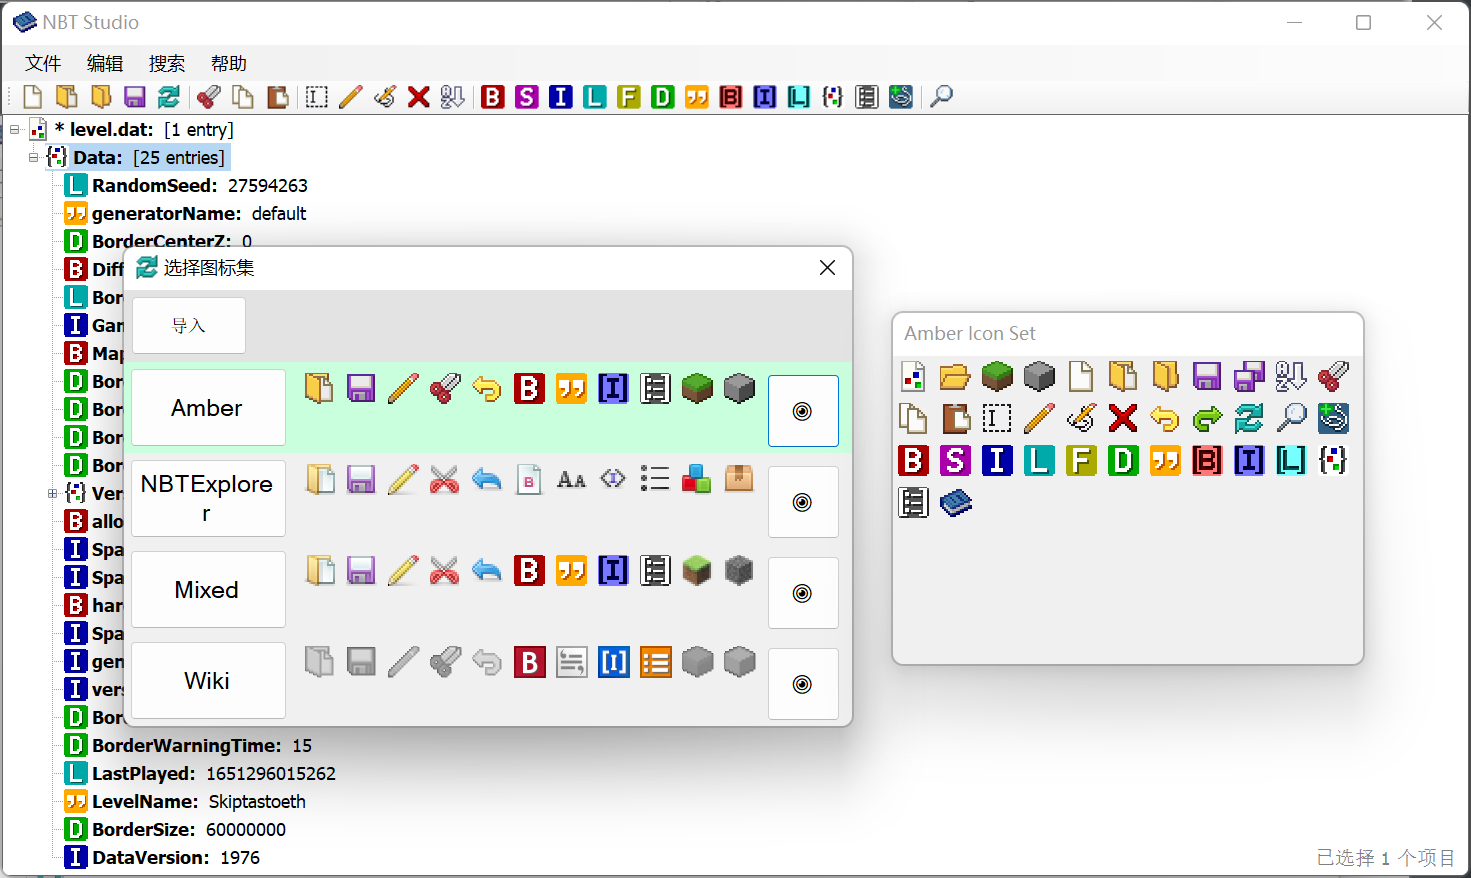 NBT Studio
文件 编辑 搜索 帮助
* level.dat: [1 entry]
Data: [25 entries]
RandomSeed: 27594263
generatorName: default
BorderCenterZ: 0
Diff
Bor
Gam
Map
Bor
Bor
Bor
Bor
Ver
allo
Spa
Spa
har
Spa
gen
vers
Bor
BorderWarningTime: 15
LastPlayed: 1651296015262
LevelName: Skiptastoeth
BorderSize: 60000000
DataVersion: 1976
选择图标集
导入
Amber
NBTExplore
r
Mixed
Wiki
Amber Icon Set
已选择 1 个项目